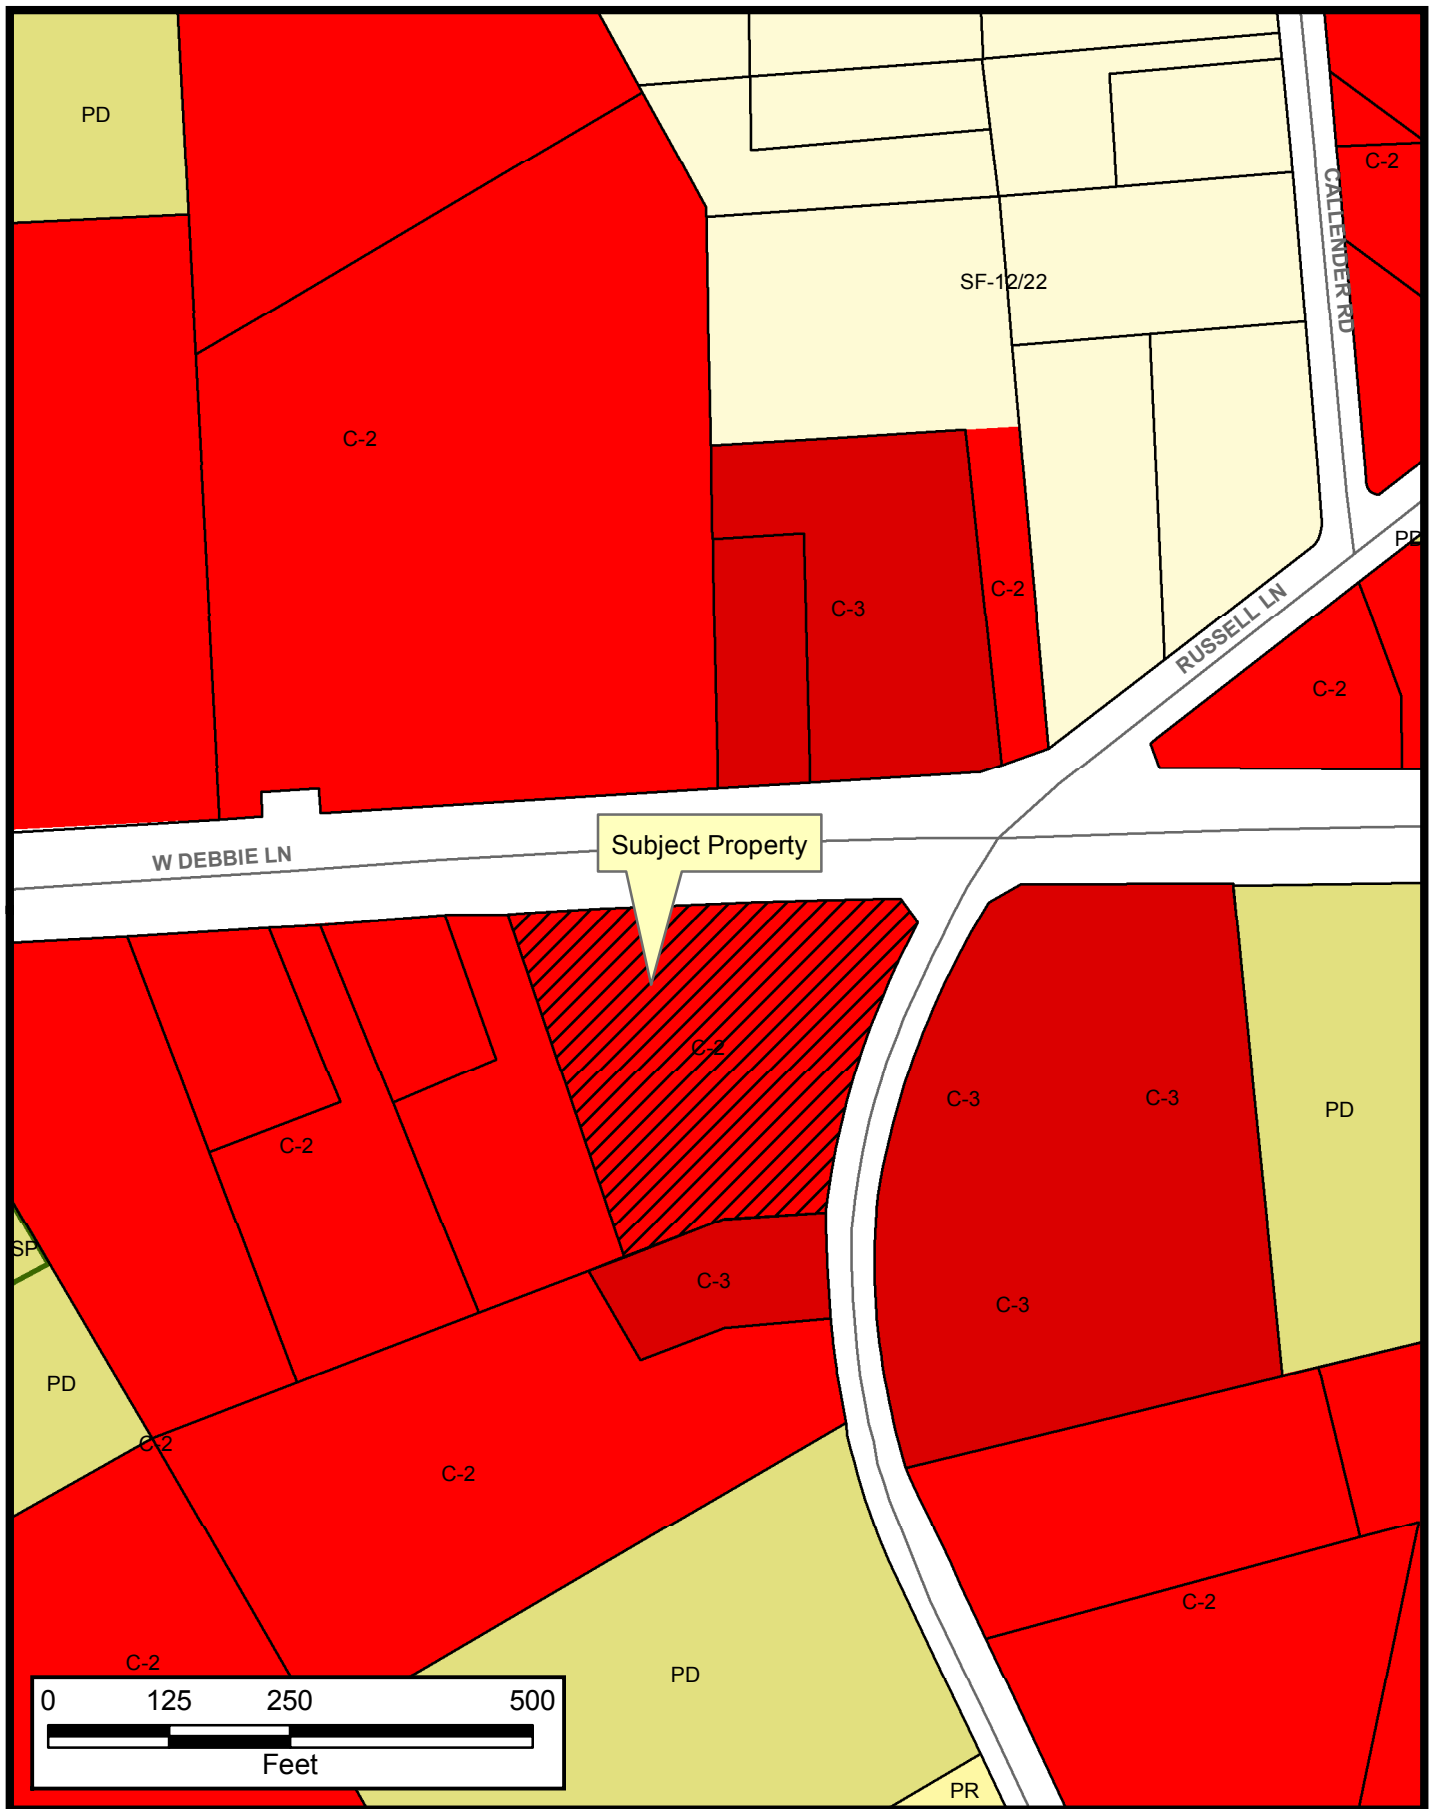 PD
C-2
CALLENDER RD
SF-12/22
C-2
PD
C-2
C-3
RUSSELL LN
C-2
Subject Property
W DEBBIE LN
C-2
C-3
C-3
PD
C-2
SP
C-3
C-3
PD
C-2
C-2
C-2
C-2
PD
0 125 250 500
Feet
PR